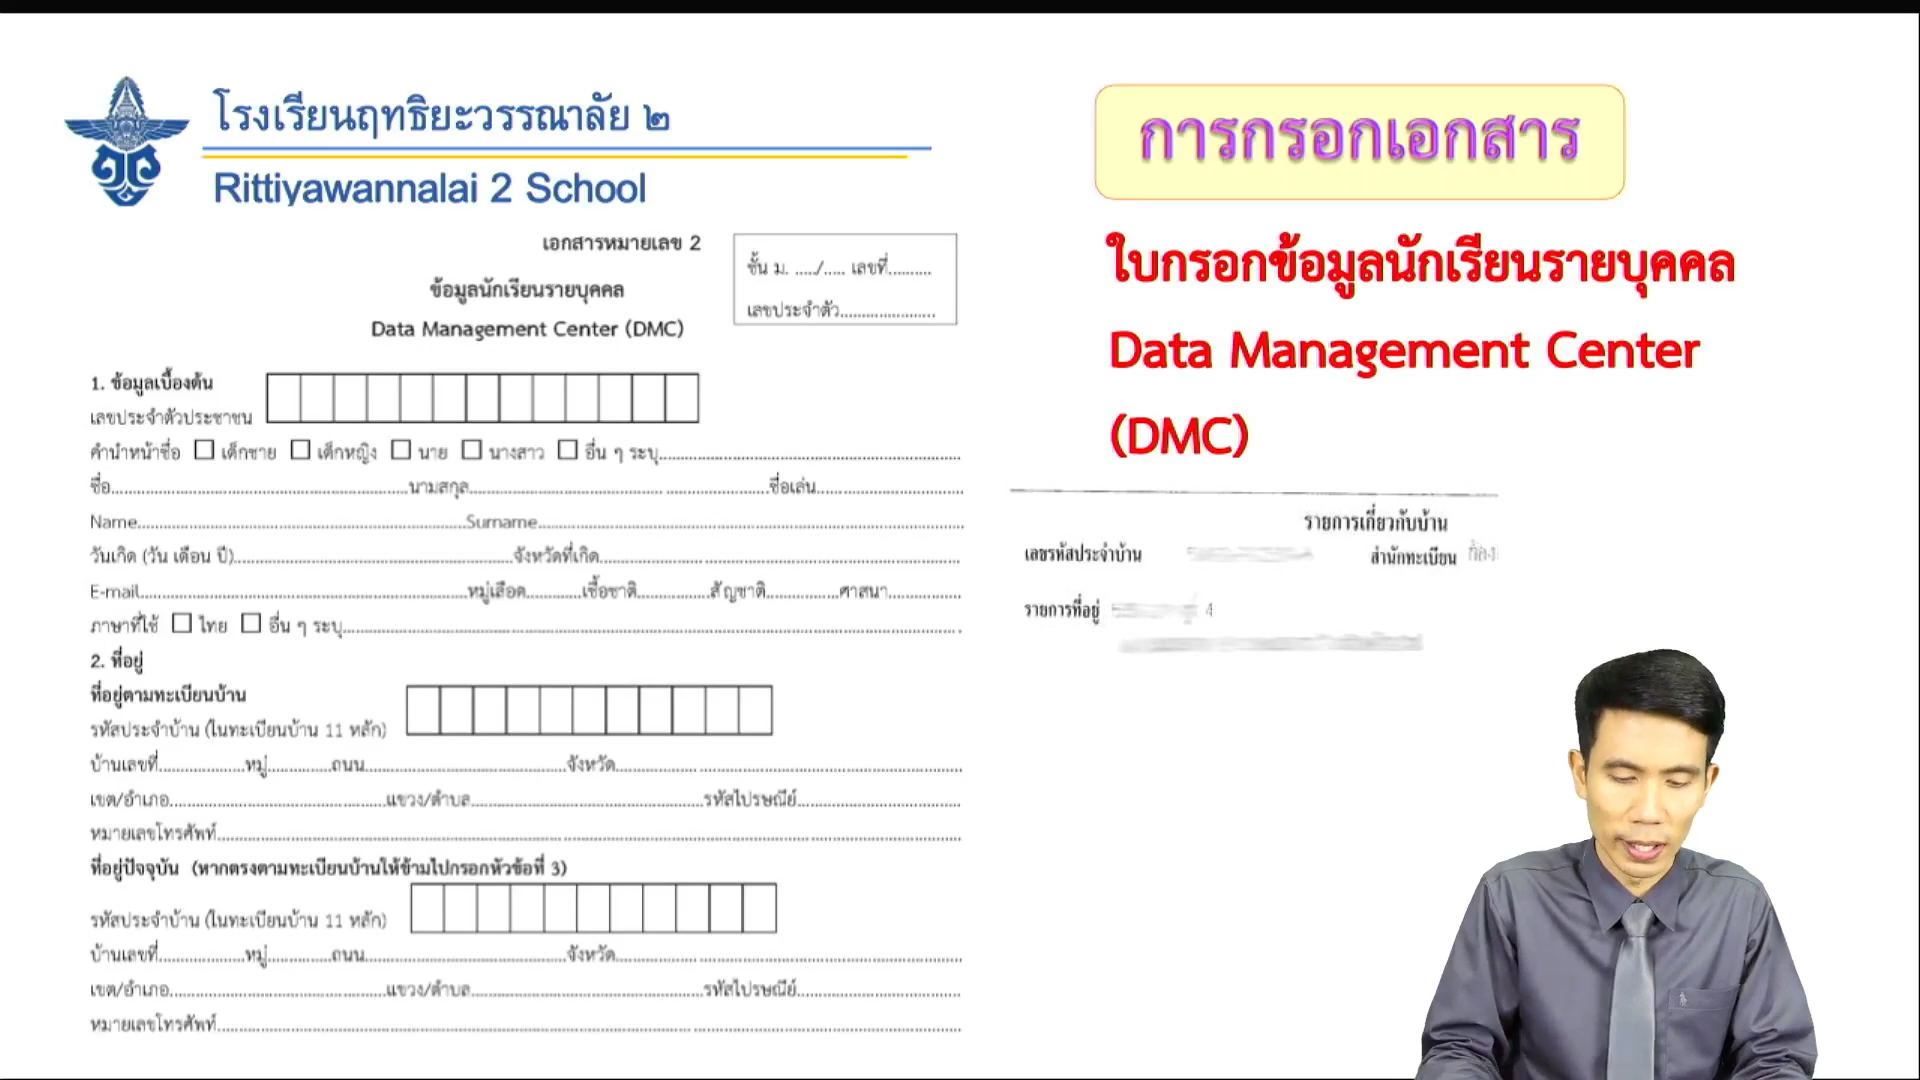 โรงเรียนฤทธิยะวรรณาลัย ๒
Rittiyawannalai 2 School
เอกสารหมายเลข 2
ชั้น ม. ...../..... เลขที่..........
เลขประจำตัว......................
ข้อมูลนักเรียนรายบุคคล
Data Management Center (DMC)
1. ข้อมูลเบื้องต้น
เลขประจำตัวประชาชน
คำนำหน้าชื่อ ☐ เด็กชาย ☐ เด็กหญิง ☐ นาย ☐ นางสาว ☐ อื่น ๆ ระบุ..........
ชื่อ..........นามสกุล..........ชื่อเล่น..........
Name..........Surname..........
วันเกิด (วัน เดือน ปี)..........จังหวัดที่เกิด..........
E-mail..........หมู่เลือด..........เชื้อชาติ..........สัญชาติ..........ศาสนา..........
ภาษาที่ใช้ ☐ ไทย ☐ อื่น ๆ ระบุ..........
2. ที่อยู่
ที่อยู่ตามทะเบียนบ้าน
รหัสประจำบ้าน (ในทะเบียนบ้าน 11 หลัก)
บ้านเลขที่..........หมู่..........ถนน..........จังหวัด..........
เขต/อำเภอ..........แขวง/ตำบล..........รหัสไปรษณีย์..........
หมายเลขโทรศัพท์..........
ที่อยู่ปัจจุบัน (หากตรงตามทะเบียนบ้านให้ข้ามไปกรอกหัวข้อที่ 3)
รหัสประจำบ้าน (ในทะเบียนบ้าน 11 หลัก)
บ้านเลขที่..........หมู่..........ถนน..........จังหวัด..........
เขต/อำเภอ..........แขวง/ตำบล..........รหัสไปรษณีย์..........
หมายเลขโทรศัพท์..........
การกรอกเอกสาร
ใบกรอกข้อมูลนักเรียนรายบุคคล
Data Management Center
(DMC)
รายการเกี่ยวกับบ้าน
เลขรหัสประจำบ้าน สำนักทะเบียน
รายการที่อยู่ 4